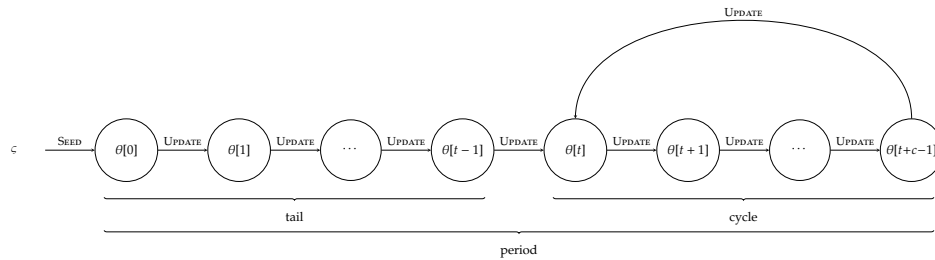 UPDATE
ς SEED θ[0] UPDATE θ[1] UPDATE ⋯ UPDATE θ[t − 1] UPDATE θ[t] UPDATE θ[t + 1] UPDATE ⋯ UPDATE θ[t+c−1]
tail cycle
period